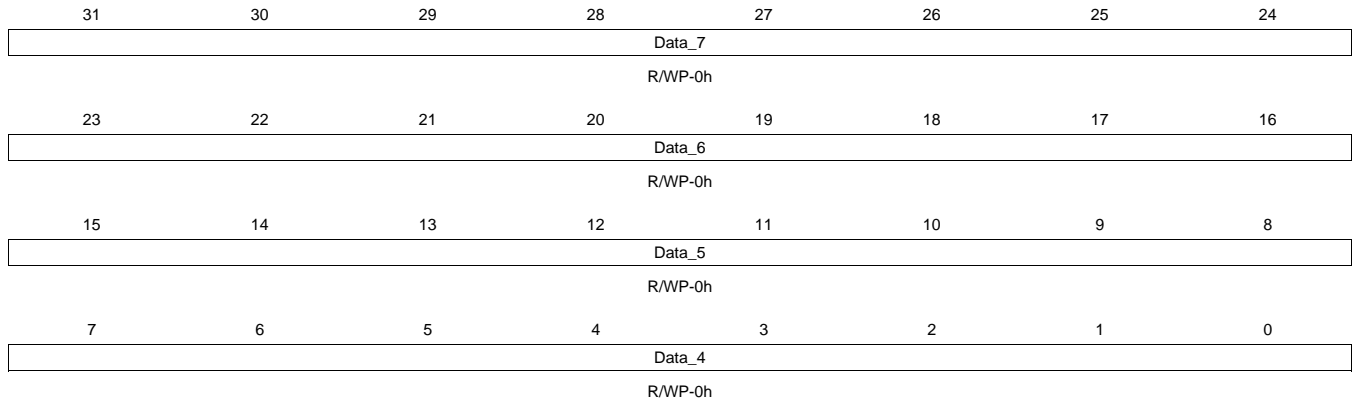 31 30 29 28 27 26 25 24
Data_7
R/WP-0h
23 22 21 20 19 18 17 16
Data_6
R/WP-0h
15 14 13 12 11 10 9 8
Data_5
R/WP-0h
7 6 5 4 3 2 1 0
Data_4
R/WP-0h